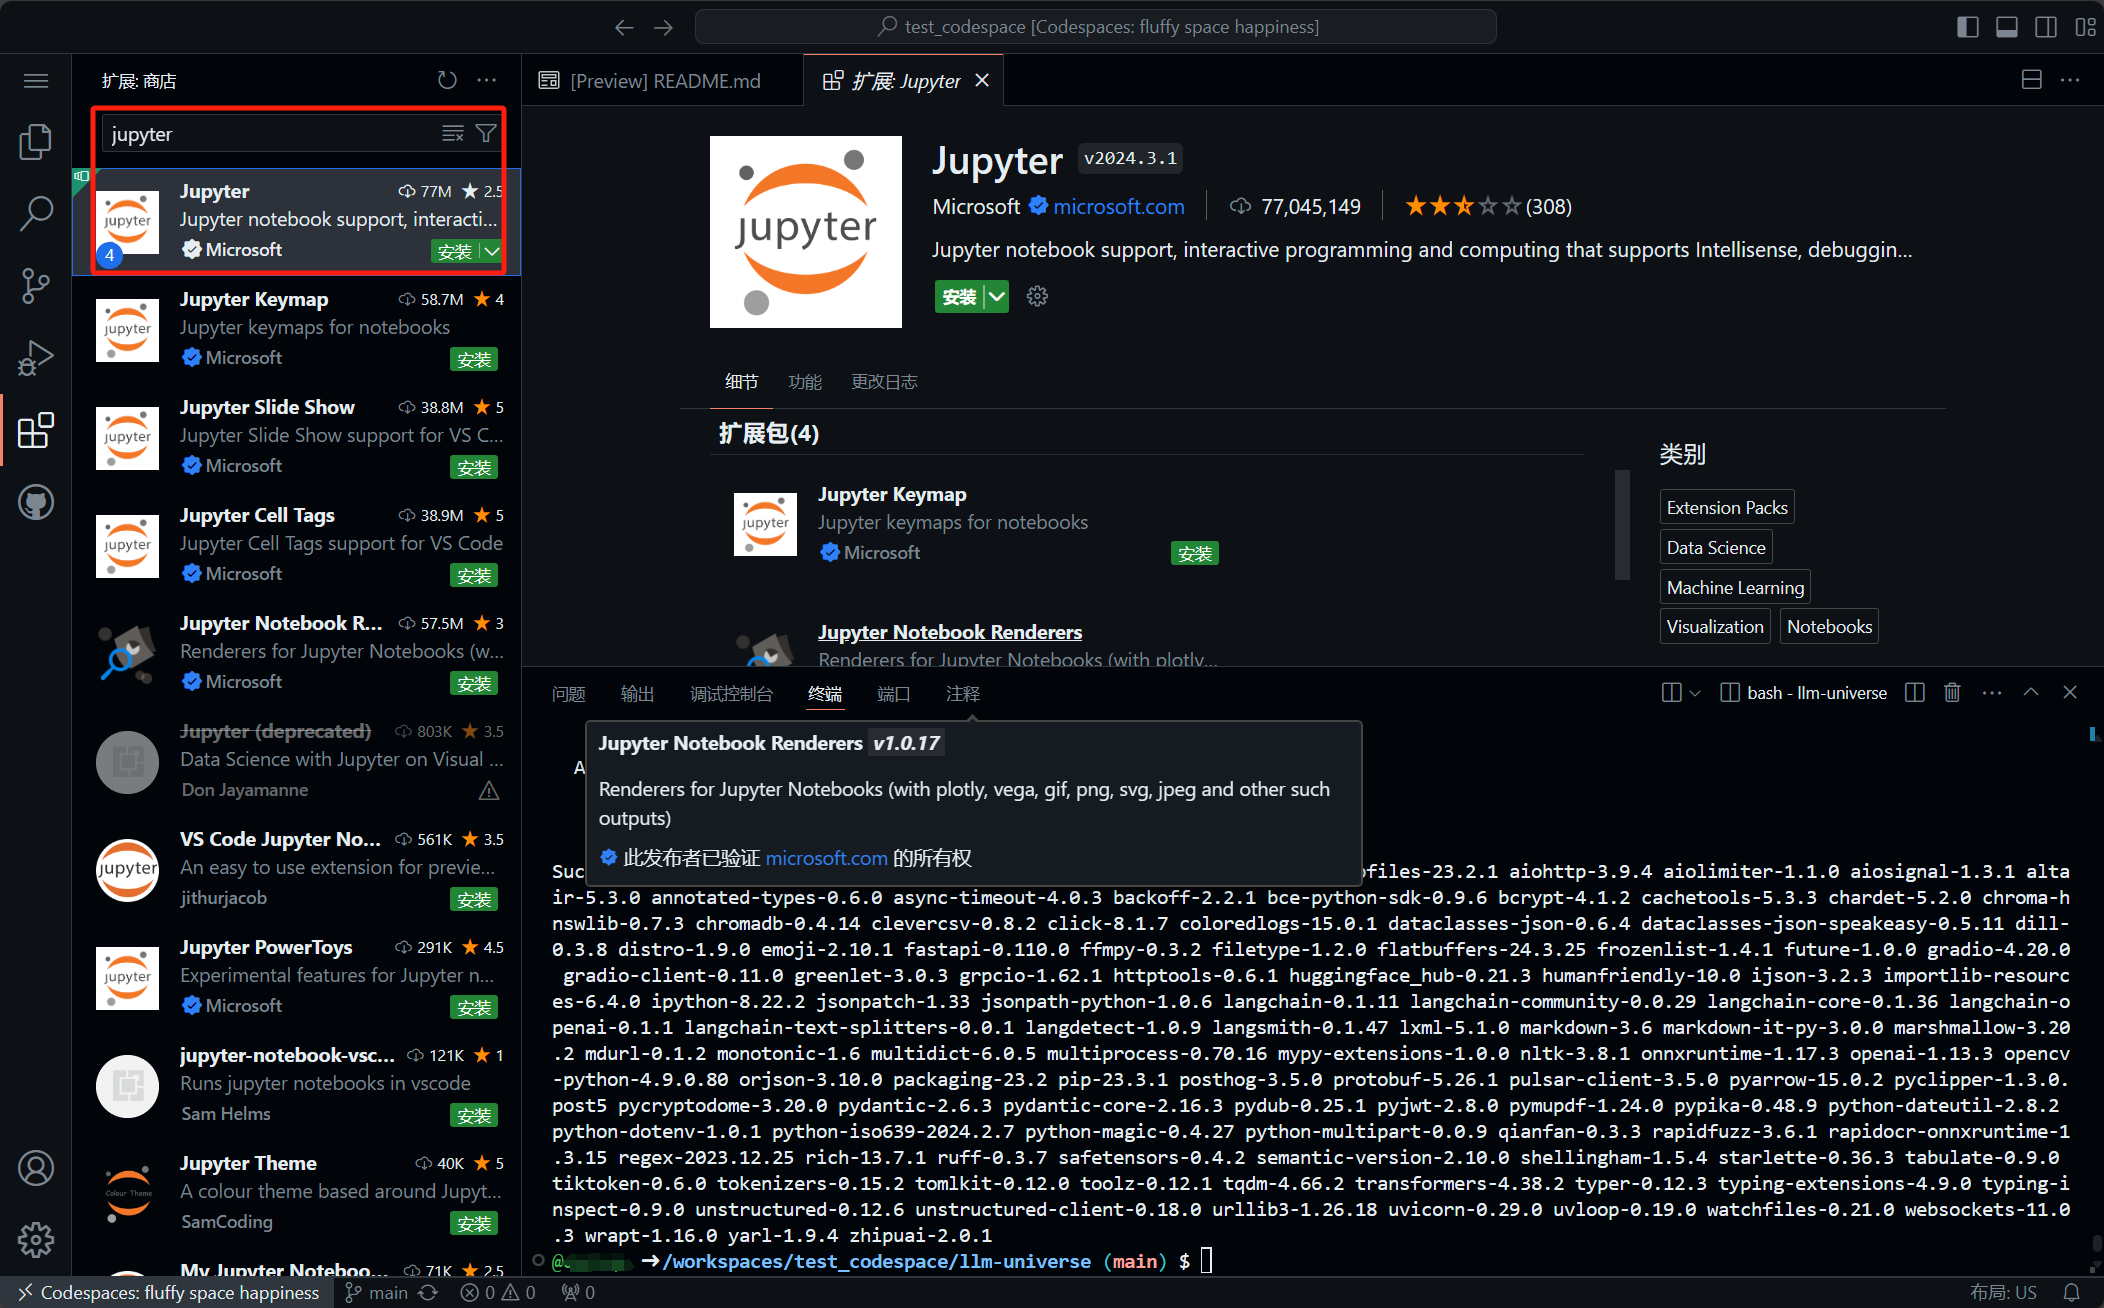 test_codespace [Codespaces: fluffy space happiness]
扩展: 商店
jupyter
Jupyter 77M 2.5
Jupyter notebook support, interacti...
Microsoft 安装
4
Jupyter Keymap 58.7M 4
Jupyter keymaps for notebooks
Microsoft 安装
Jupyter Slide Show 38.8M 5
Jupyter Slide Show support for VS C...
Microsoft 安装
Jupyter Cell Tags 38.9M 5
Jupyter Cell Tags support for VS Code
Microsoft 安装
Jupyter Notebook R... 57.5M 3
Renderers for Jupyter Notebooks (w...
Microsoft 安装
Jupyter (deprecated) 803K 3.5
Data Science with Jupyter on Visual ...
Don Jayamanne
VS Code Jupyter No... 561K 3.5
An easy to use extension for previe...
jithurjacob 安装
Jupyter PowerToys 291K 4.5
Experimental features for Jupyter n...
Microsoft 安装
jupyter-notebook-vsc... 121K 1
Runs jupyter notebooks in vscode
Sam Helms 安装
Jupyter Theme 40K 5
A colour theme based around Jupyt...
SamCoding 安装
My Jupyter Noteboo... 71K 2.5
[Preview] README.md
扩展: Jupyter
jupyter
Jupyter v2024.3.1
Microsoft microsoft.com 77,045,149 (308)
Jupyter notebook support, interactive programming and computing that supports Intellisense, debuggin...
安装
细节 功能 更改日志
扩展包(4)
Jupyter Keymap
Jupyter keymaps for notebooks
Microsoft 安装
Jupyter Notebook Renderers
Renderers for Jupyter Notebooks (with plotly...
类别
Extension Packs
Data Science
Machine Learning
Visualization Notebooks
问题 输出 调试控制台 终端 端口 注释
bash - llm-universe
A
Jupyter Notebook Renderers v1.0.17
Renderers for Jupyter Notebooks (with plotly, vega, gif, png, svg, jpeg and other such
outputs)
此发布者已验证 microsoft.com 的所有权
Suc files-23.2.1 aiohttp-3.9.4 aiolimiter-1.1.0 aiosignal-1.3.1 alta
ir-5.3.0 annotated-types-0.6.0 async-timeout-4.0.3 backoff-2.2.1 bce-python-sdk-0.9.6 bcrypt-4.1.2 cachetools-5.3.3 chardet-5.2.0 chroma-h
nswlib-0.7.3 chromadb-0.4.14 clevercsv-0.8.2 click-8.1.7 coloredlogs-15.0.1 dataclasses-json-0.6.4 dataclasses-json-speakeasy-0.5.11 dill-
0.3.8 distro-1.9.0 emoji-2.10.1 fastapi-0.110.0 ffmpy-0.3.2 filetype-1.2.0 flatbuffers-24.3.25 frozenlist-1.4.1 future-1.0.0 gradio-4.20.0
gradio-client-0.11.0 greenlet-3.0.3 grpcio-1.62.1 httptools-0.6.1 huggingface_hub-0.21.3 humanfriendly-10.0 ijson-3.2.3 importlib-resourc
es-6.4.0 ipython-8.22.2 jsonpatch-1.33 jsonpath-python-1.0.6 langchain-0.1.11 langchain-community-0.0.29 langchain-core-0.1.36 langchain-o
penai-0.1.1 langchain-text-splitters-0.0.1 langdetect-1.0.9 langsmith-0.1.47 lxml-5.1.0 markdown-3.6 markdown-it-py-3.0.0 marshmallow-3.20
.2 mdurl-0.1.2 monotonic-1.6 multidict-6.0.5 multiprocess-0.70.16 mypy-extensions-1.0.0 nltk-3.8.1 onnxruntime-1.17.3 openai-1.13.3 opencv
-python-4.9.0.80 orjson-3.10.0 packaging-23.2 pip-23.3.1 posthog-3.5.0 protobuf-5.26.1 pulsar-client-3.5.0 pyarrow-15.0.2 pyclipper-1.3.0.
post5 pycryptodome-3.20.0 pydantic-2.6.3 pydantic-core-2.16.3 pydub-0.25.1 pyjwt-2.8.0 pymupdf-1.24.0 pypika-0.48.9 python-dateutil-2.8.2
python-dotenv-1.0.1 python-iso639-2024.2.7 python-magic-0.4.27 python-multipart-0.0.9 qianfan-0.3.3 rapidfuzz-3.6.1 rapidocr-onnxruntime-1
.3.15 regex-2023.12.25 rich-13.7.1 ruff-0.3.7 safetensors-0.4.2 semantic-version-2.10.0 shellingham-1.5.4 starlette-0.36.3 tabulate-0.9.0
tiktoken-0.6.0 tokenizers-0.15.2 tomlkit-0.12.0 toolz-0.12.1 tqdm-4.66.2 transformers-4.38.2 typer-0.12.3 typing-extensions-4.9.0 typing-i
nspect-0.9.0 unstructured-0.12.6 unstructured-client-0.18.0 urllib3-1.26.18 uvicorn-0.29.0 uvloop-0.19.0 watchfiles-0.21.0 websockets-11.0
.3 wrapt-1.16.0 yarl-1.9.4 zhipuai-2.0.1
➜/workspaces/test_codespace/llm-universe (main) $
Codespaces: fluffy space happiness main 0 0 0 布局: US